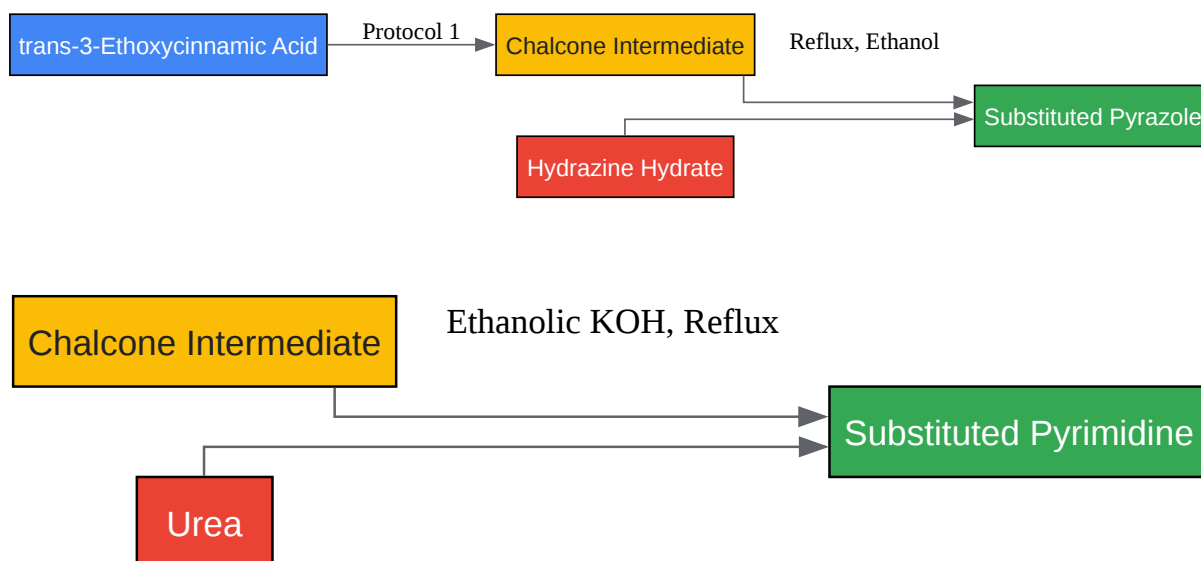 trans-3-Ethoxycinnamic Acid
Protocol 1
Chalcone Intermediate
Reflux, Ethanol
Substituted Pyrazole
Hydrazine Hydrate
Chalcone Intermediate
Ethanolic KOH, Reflux
Substituted Pyrimidine
Urea